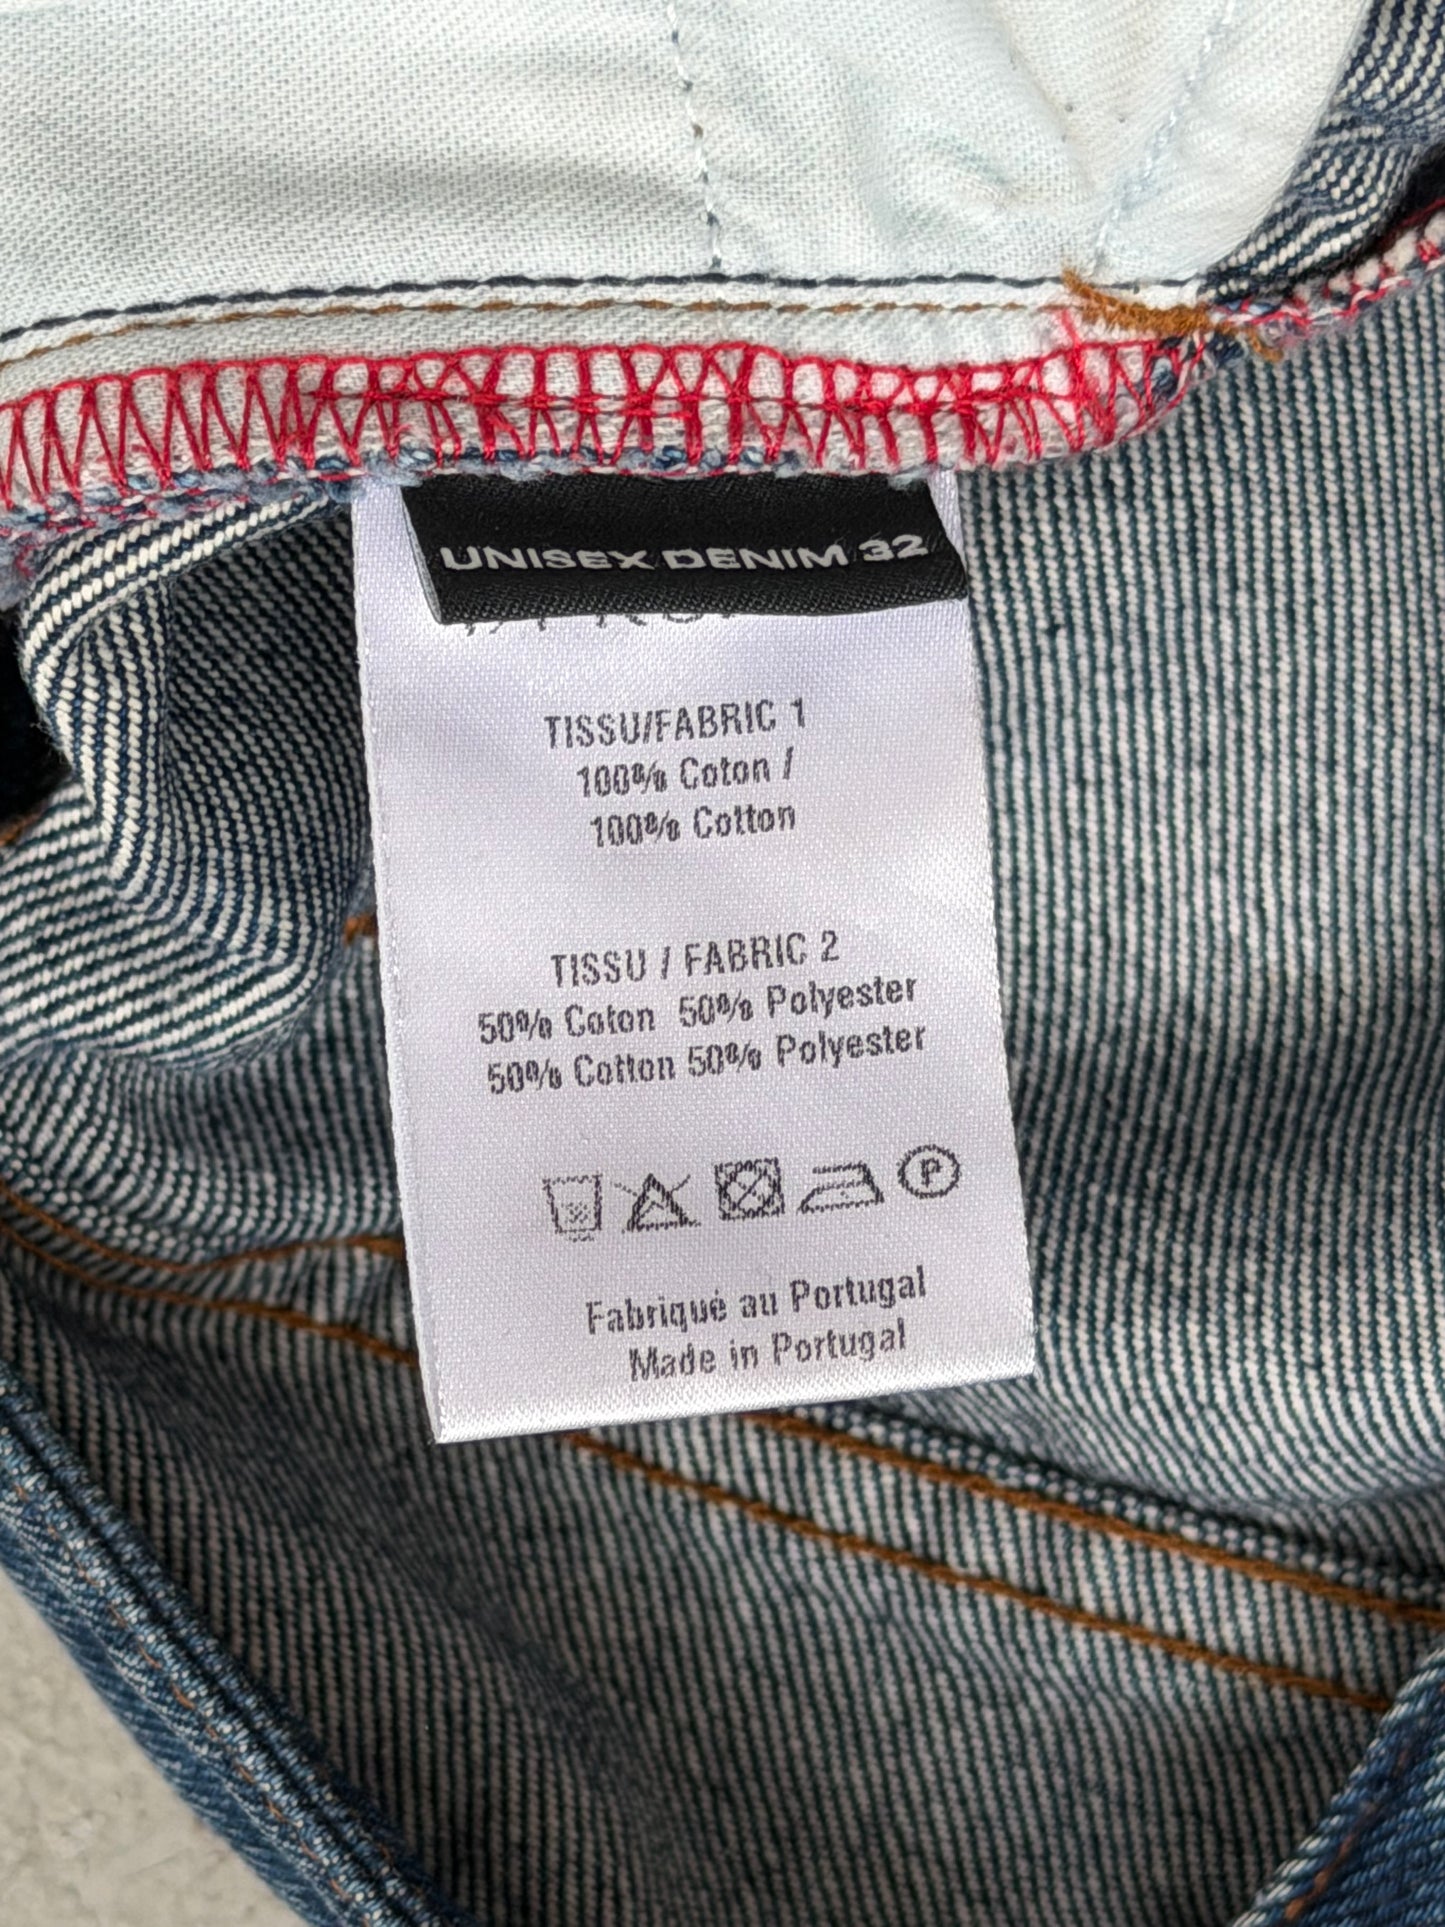 UNISEX DENIM 32
TISSU/FABRIC 1
100% Coton /
100% Cotton
TISSU / FABRIC 2
50% Coton 50% Polyester
50% Cotton 50% Polyester
P
Fabriqué au Portugal
Made in Portugal